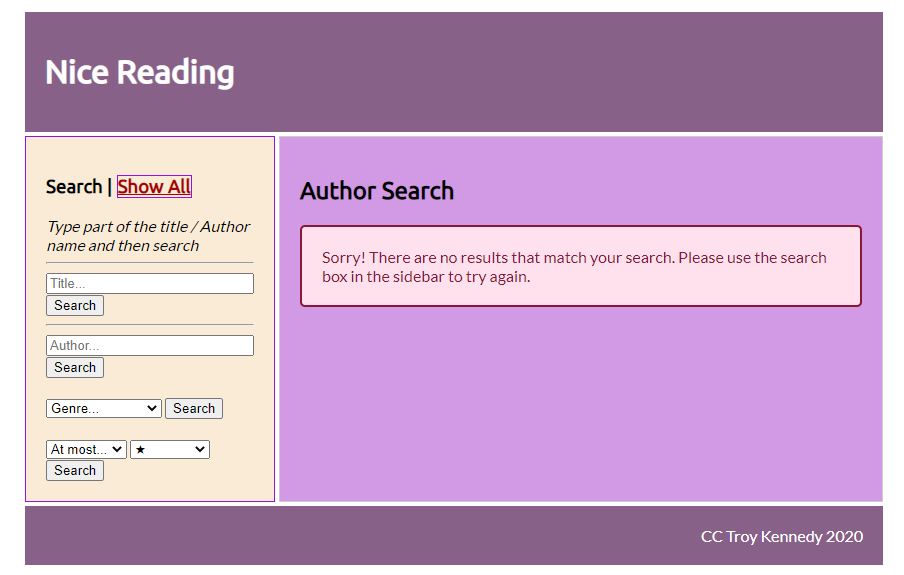 Nice Reading
Search | Show All
Type part of the title / Author
name and then search
Title...
Search
Author...
Search
Genre... Search
At most... ★
Search
Author Search
Sorry! There are no results that match your search. Please use the search
box in the sidebar to try again.
CC Troy Kennedy 2020